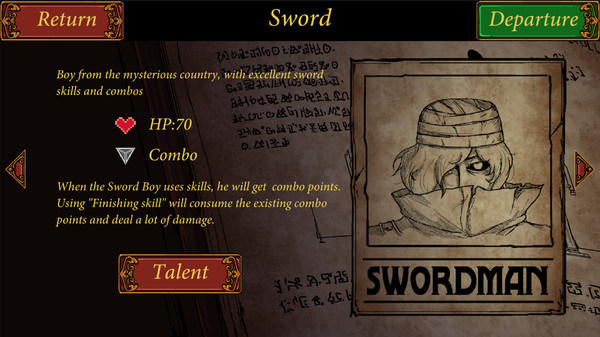 Return
Sword
Departure
Boy from the mysterious country, with excellent sword
skills and combos
HP:70
Combo
When the Sword Boy uses skills, he will get combo points.
Using "Finishing skill" will consume the existing combo
points and deal a lot of damage.
Talent
SWORDMAN